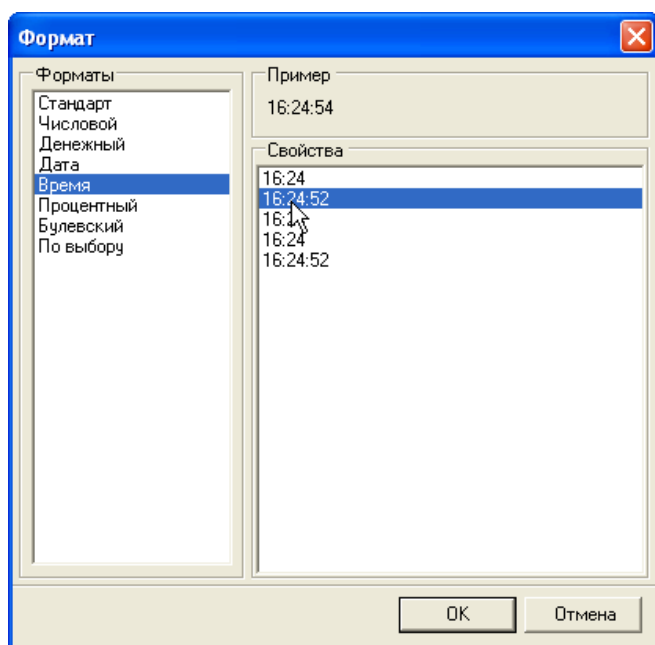 Формат
Форматы
Стандарт
Числовой
Денежный
Дата
Время
Процентный
Булевский
По выбору
Пример
16:24:54
Свойства
16:24
16:24:52
16:24
16:24:52
OK
Отмена